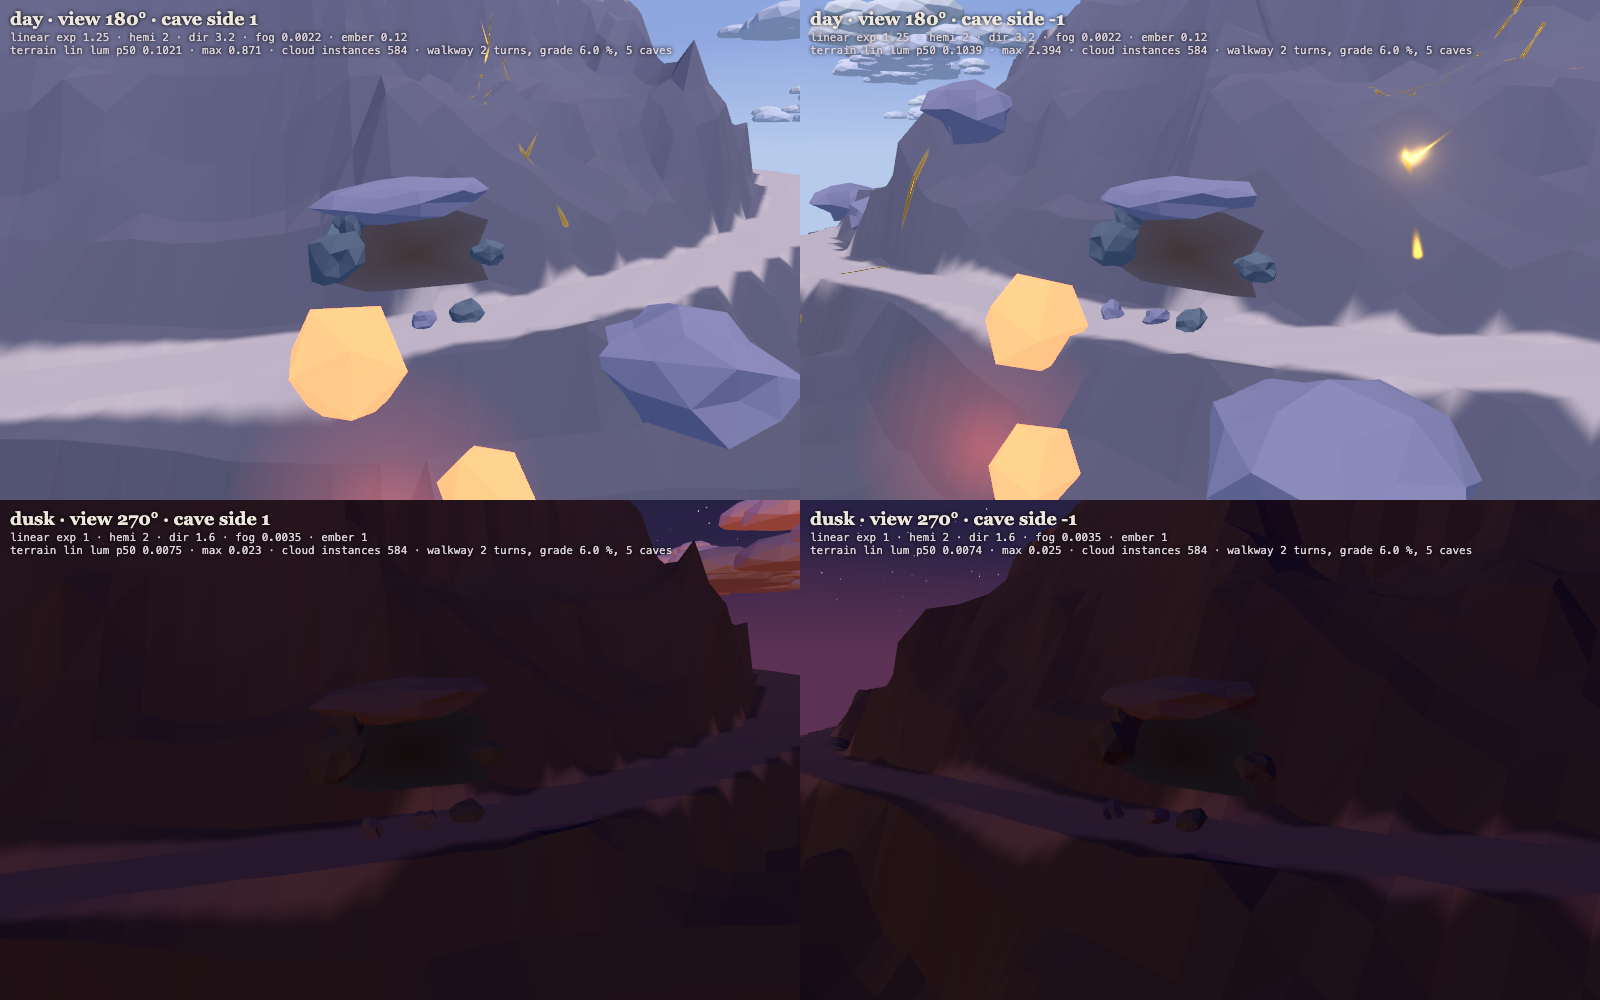 day · view 180° · cave side 1
linear exp 1.25 · hemi 2 · dir 3.2 · fog 0.0022 · ember 0.12
terrain lin lum p50 0.1021 · max 0.871 · cloud instances 584 · walkway 2 turns, grade 6.0 %, 5 caves
day · view 180° · cave side -1
linear exp 1.25 · hemi 2 · dir 3.2 · fog 0.0022 · ember 0.12
terrain lin lum p50 0.1039 · max 2.394 · cloud instances 584 · walkway 2 turns, grade 6.0 %, 5 caves
dusk · view 270° · cave side 1
linear exp 1 · hemi 2 · dir 1.6 · fog 0.0035 · ember 1
terrain lin lum p50 0.0075 · max 0.023 · cloud instances 584 · walkway 2 turns, grade 6.0 %, 5 caves
dusk · view 270° · cave side -1
linear exp 1 · hemi 2 · dir 1.6 · fog 0.0035 · ember 1
terrain lin lum p50 0.0074 · max 0.025 · cloud instances 584 · walkway 2 turns, grade 6.0 %, 5 caves